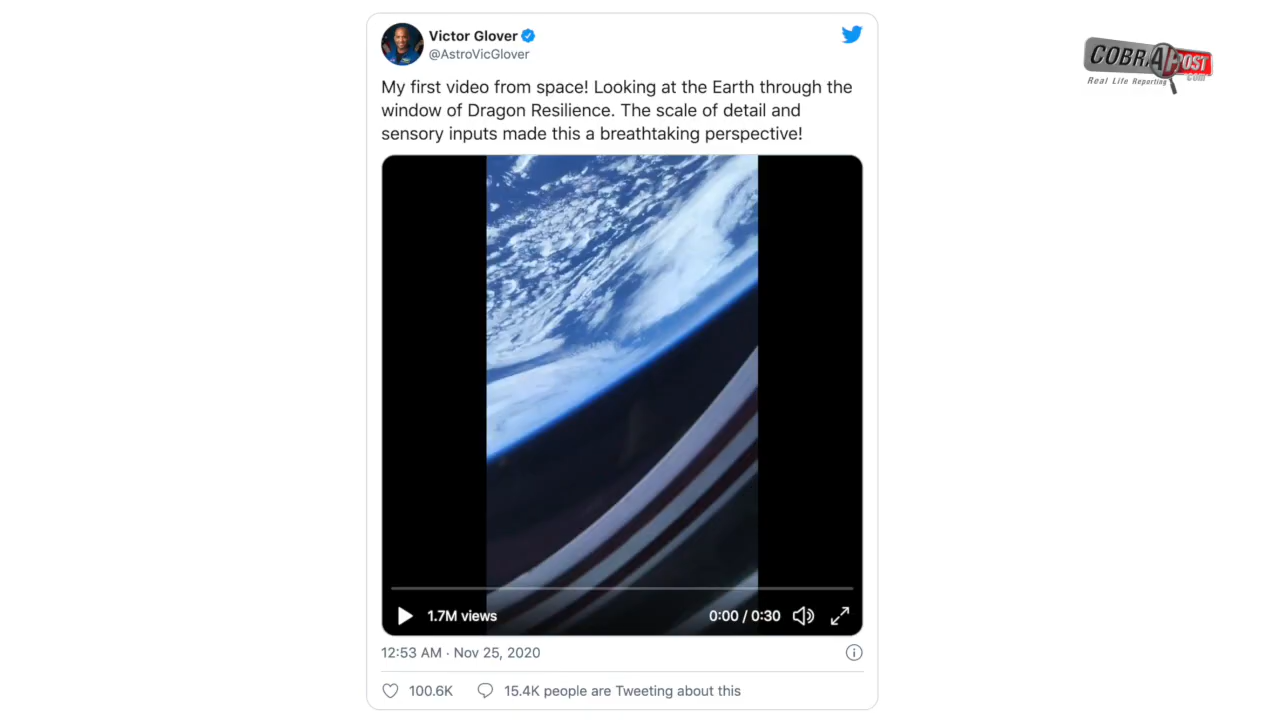 Victor Glover
@AstroVicGlover
COBRAPOST
.COM
Real Life Reporting
My first video from space! Looking at the Earth through the
window of Dragon Resilience. The scale of detail and
sensory inputs made this a breathtaking perspective!
1.7M views
0:00 / 0:30
12:53 AM · Nov 25, 2020
100.6K
15.4K people are Tweeting about this